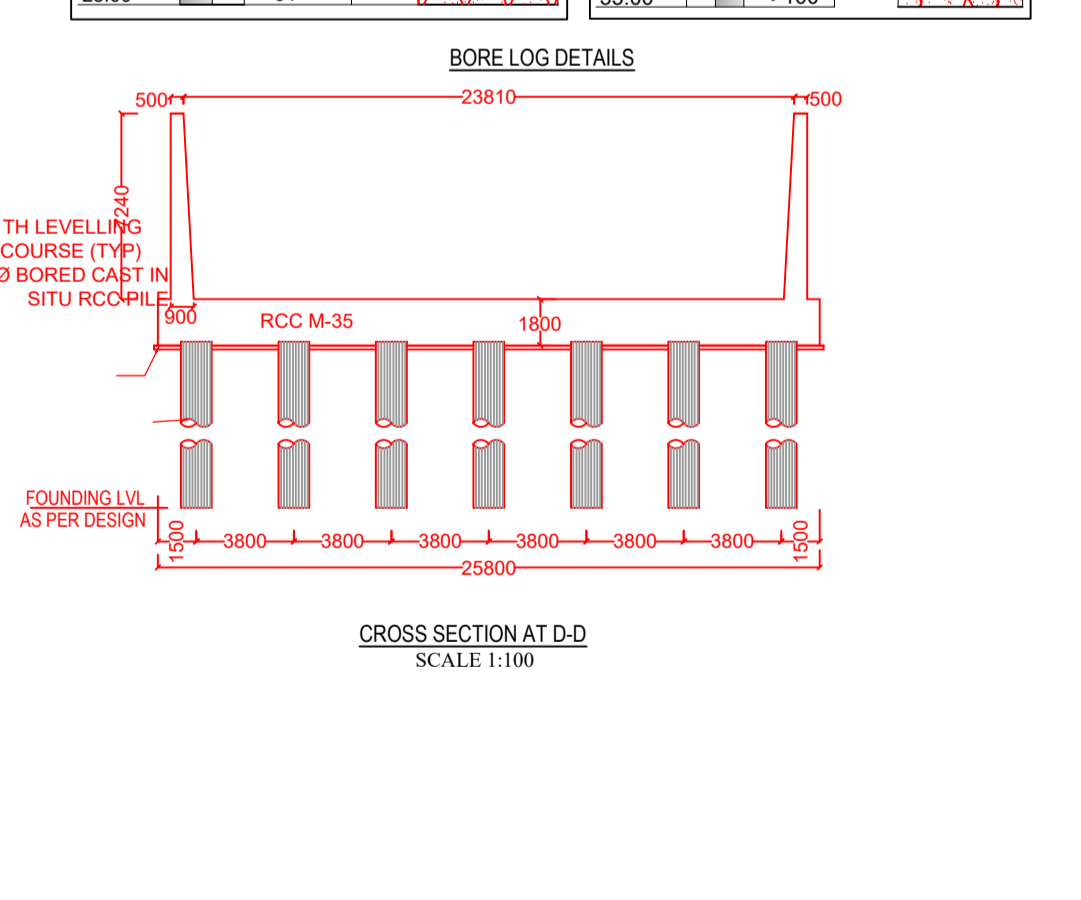 BORE LOG DETAILS
500 23810 500
7240
TH LEVELLING
COURSE (TYP)
Ø BORED CAST IN
SITU RCC PILE
900 RCC M-35 1800
FOUNDING LVL
AS PER DESIGN
1500 3800 3800 3800 3800 3800 3800 1500
25800
CROSS SECTION AT D-D
SCALE 1:100